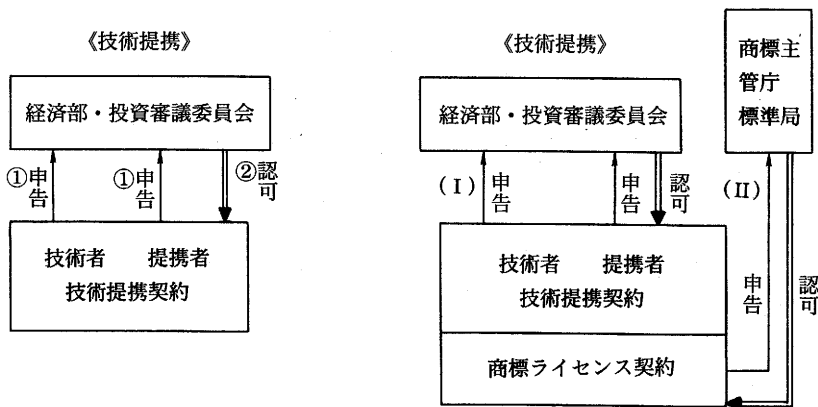 《技術提携》
経済部・投資審議委員会
①申告
①申告
②認可
技術者 提携者
技術提携契約
《技術提携》
経済部・投資審議委員会
(Ⅰ)
申告
申告
認可
技術者 提携者
技術提携契約
商標ライセンス契約
商標主
管庁
標準局
(Ⅱ)
申告
認可